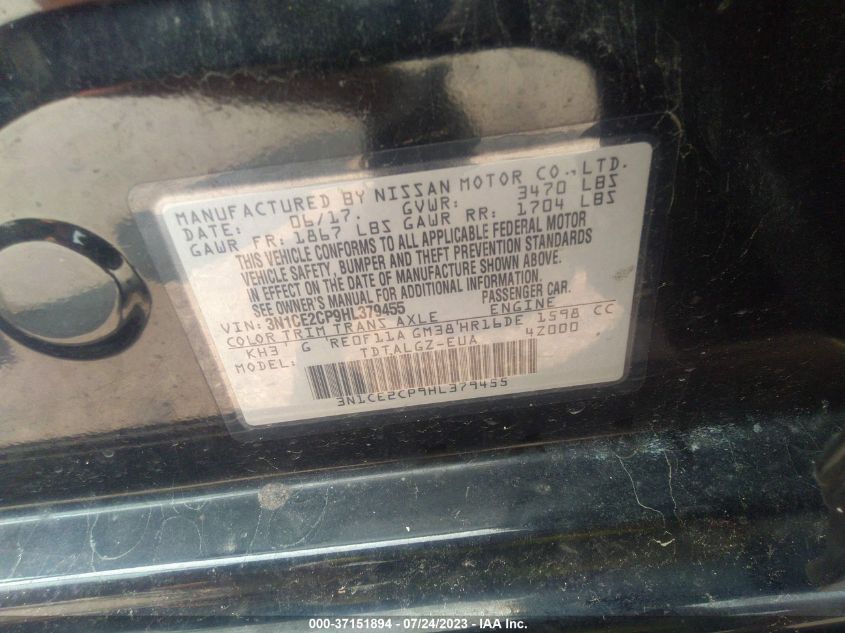 MANUFACTURED BY NISSAN MOTOR CO.,LTD.
DATE: 06/17. GVWR: 3470 LBS
GAWR FR: 1867 LBS GAWR RR: 1704 LBS
THIS VEHICLE CONFORMS TO ALL APPLICABLE FEDERAL MOTOR
VEHICLE SAFETY, BUMPER AND THEFT PREVENTION STANDARDS
IN EFFECT ON THE DATE OF MANUFACTURE SHOWN ABOVE.
SEE OWNER'S MANUAL FOR ADDITIONAL INFORMATION.
VIN: 3N1CE2CP9HL379455 PASSENGER CAR.
COLOR TRIM TRANS AXLE ENGINE
KH3 G RE0F11A GM38 HR16DE 1598 CC
MODEL: TDTALGZ-EUA 4Z000 .
3N1CE2CP9HL379455
000-37151894 - 07/24/2023 - © IAA Inc.